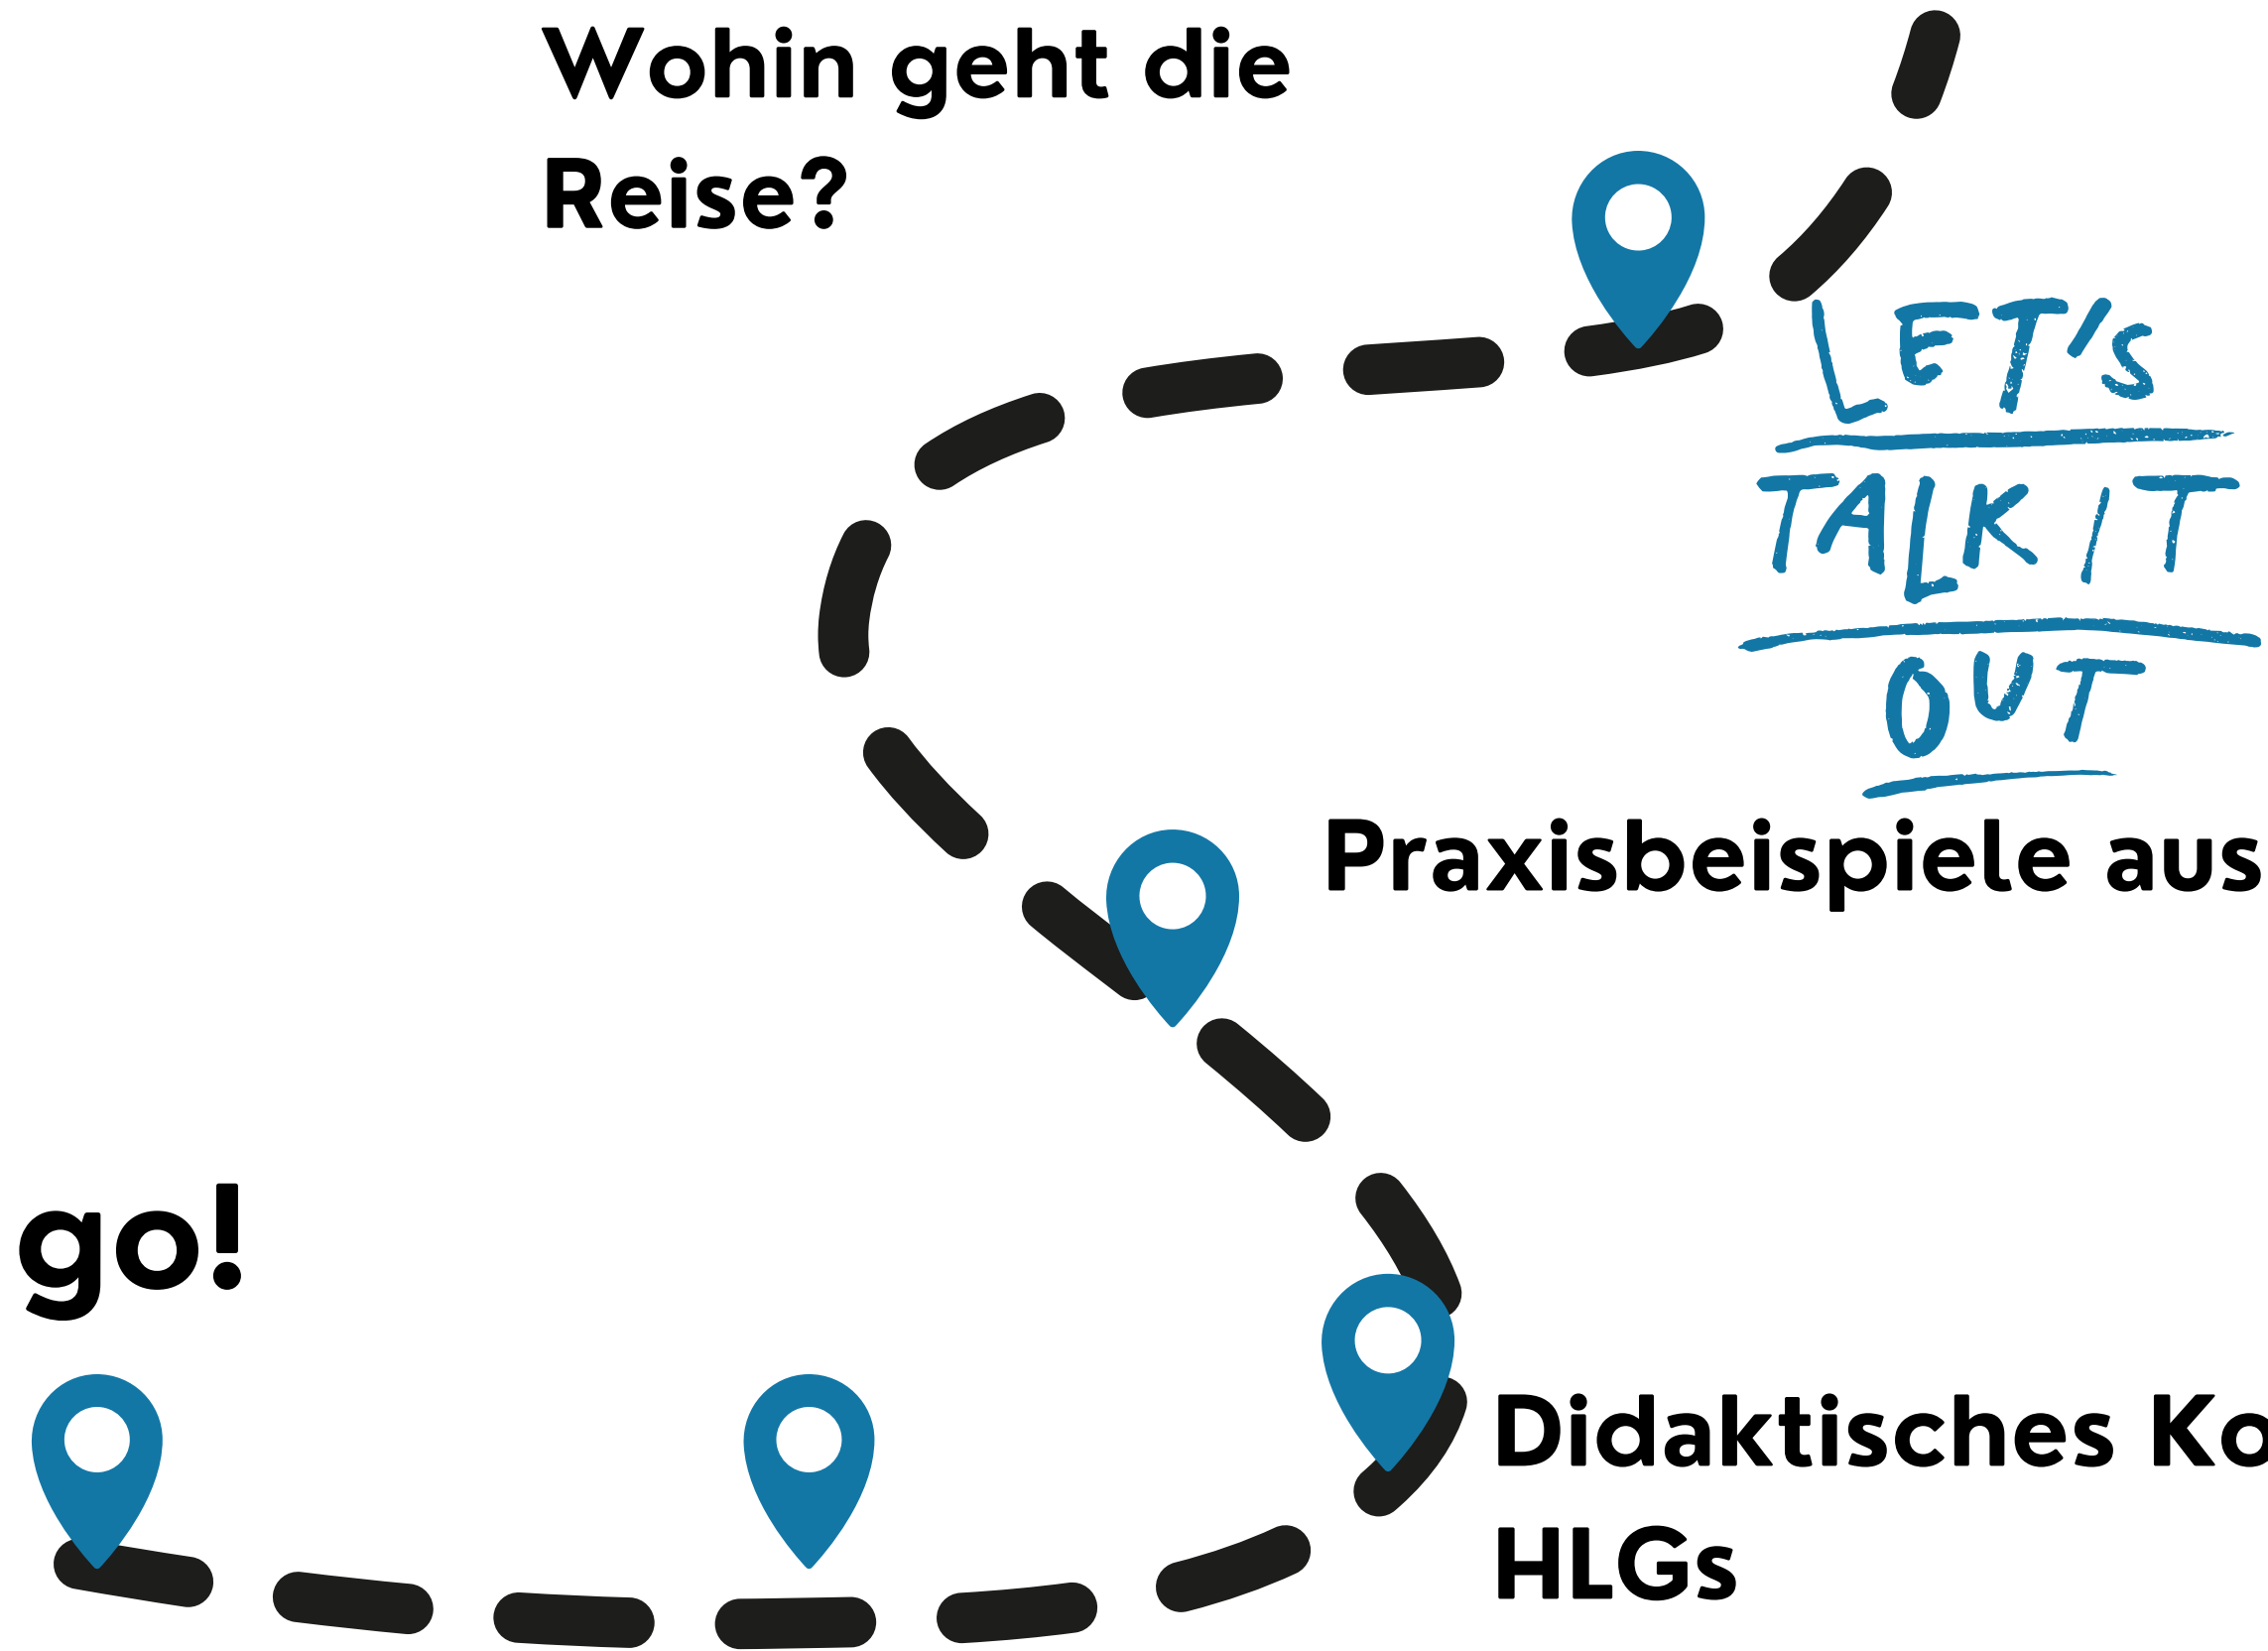 Wohin geht die
Reise?
LET's
TALK IT
OUT
Praxisbeispiele aus
go!
Didaktisches Ko
HLGs